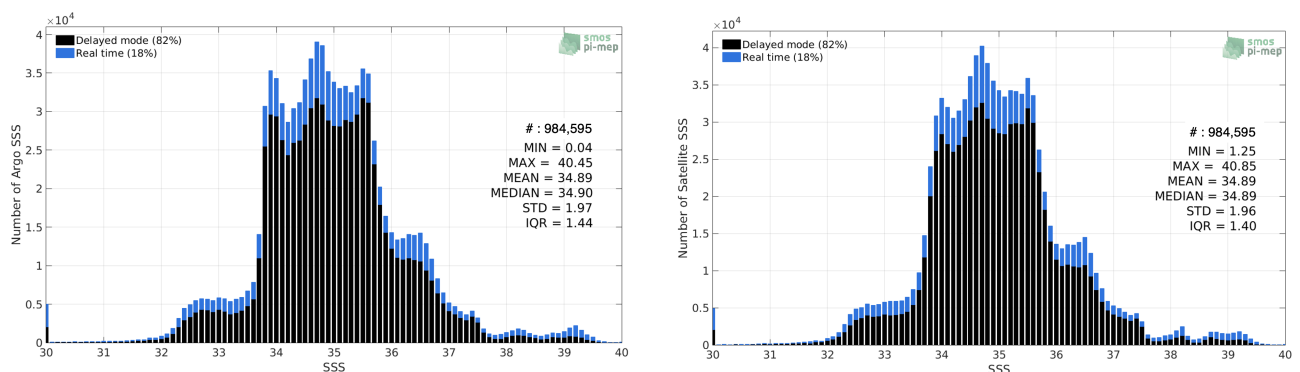 ×10⁴
Delayed mode (82%)
Real time (18%)
smos
pi-mep
4
3.5
3
2.5
2
1.5
1
0.5
0
Number of Argo SSS
# : 984,595
MIN = 0.04
MAX = 40.45
MEAN = 34.89
MEDIAN = 34.90
STD = 1.97
IQR = 1.44
30 31 32 33 34 35 36 37 38 39 40
SSS
×10⁴
Delayed mode (82%)
Real time (18%)
smos
pi-mep
4
3.5
3
2.5
2
1.5
1
0.5
0
Number of Satellite SSS
# : 984,595
MIN = 1.25
MAX = 40.85
MEAN = 34.89
MEDIAN = 34.89
STD = 1.96
IQR = 1.40
30 31 32 33 34 35 36 37 38 39 40
SSS